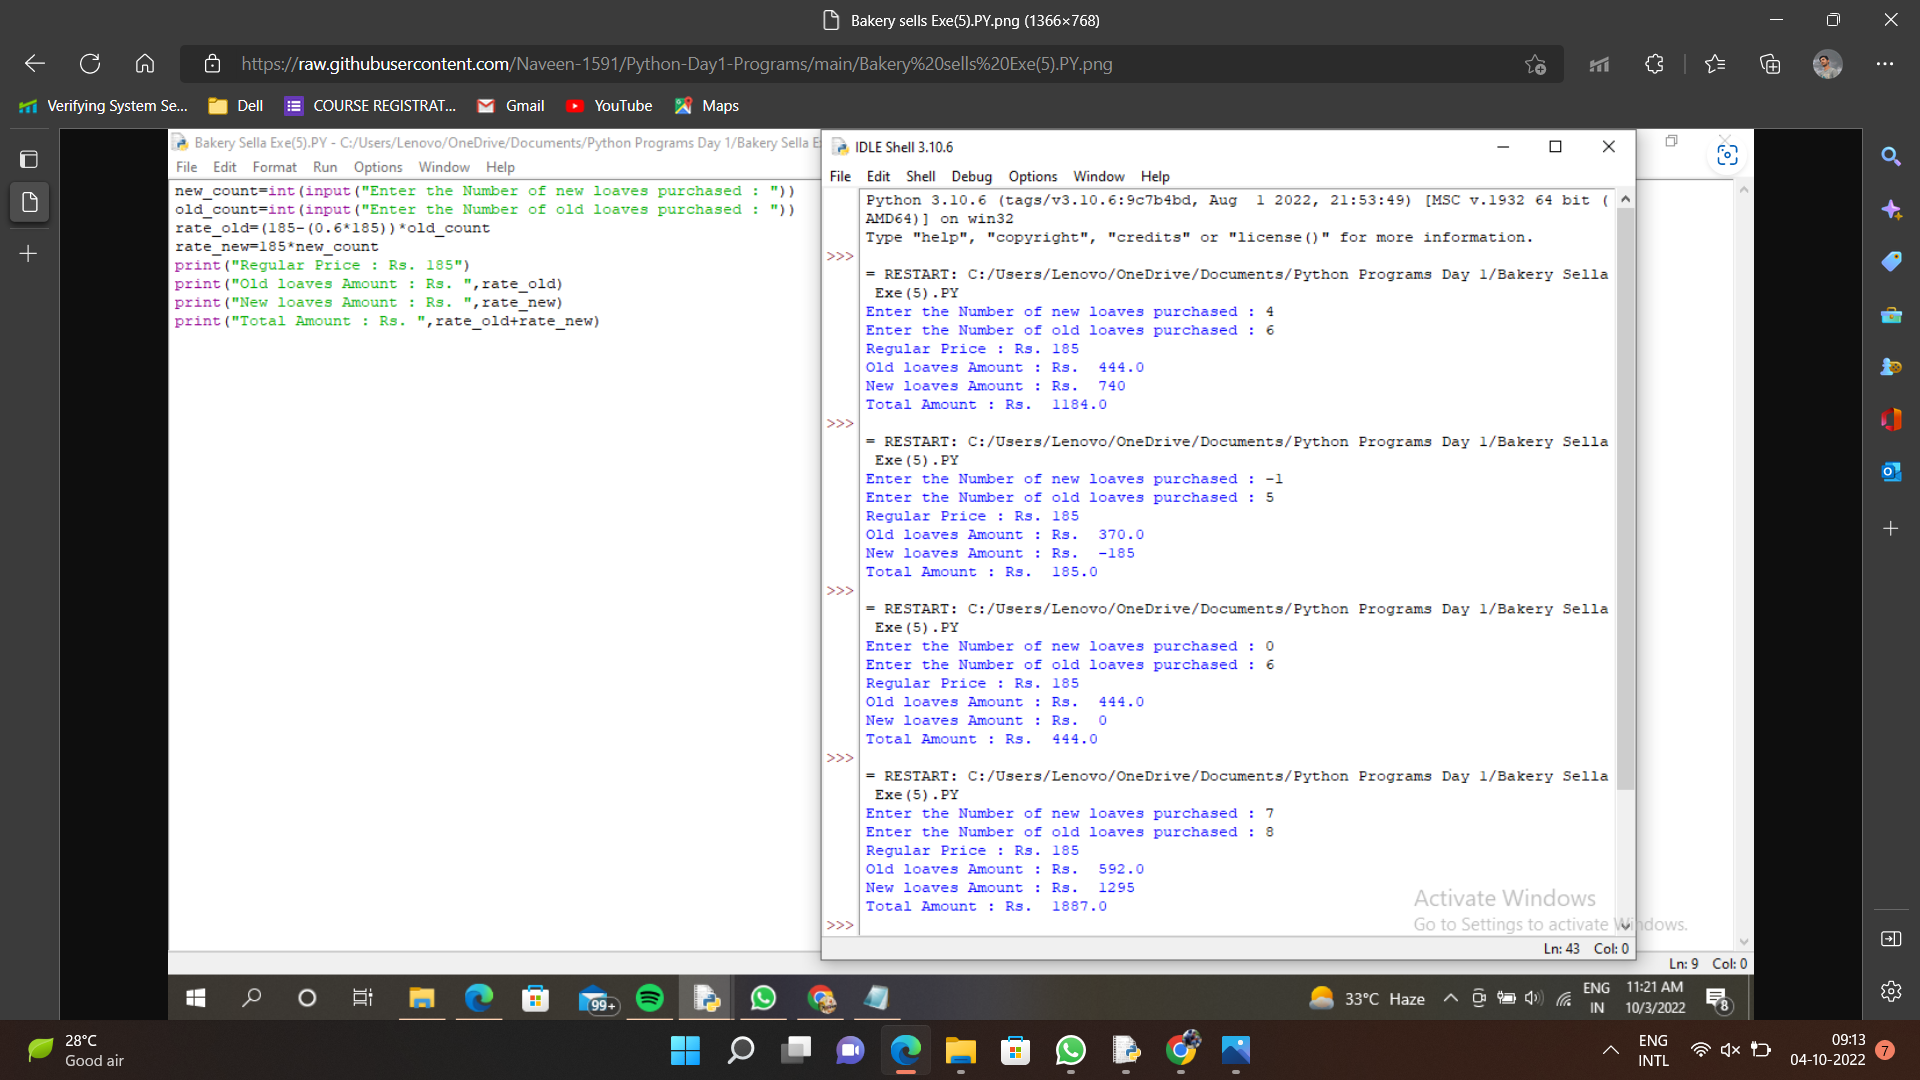 Bakery sells Exe(5).PY.png (1366×768)
https://raw.githubusercontent.com/Naveen-1591/Python-Day1-Programs/main/Bakery%20sells%20Exe(5).PY.png
Verifying System Se... Dell COURSE REGISTRAT... Gmail YouTube Maps
Bakery Sella Exe(5).PY - C:/Users/Lenovo/OneDrive/Documents/Python Programs Day 1/Bakery Sella E
File Edit Format Run Options Window Help
new_count=int(input("Enter the Number of new loaves purchased : "))
old_count=int(input("Enter the Number of old loaves purchased : "))
rate_old=(185-(0.6*185))*old_count
rate_new=185*new_count
print("Regular Price : Rs. 185")
print("Old loaves Amount : Rs. ",rate_old)
print("New loaves Amount : Rs. ",rate_new)
print("Total Amount : Rs. ",rate_old+rate_new)
IDLE Shell 3.10.6
File Edit Shell Debug Options Window Help
Python 3.10.6 (tags/v3.10.6:9c7b4bd, Aug  1 2022, 21:53:49) [MSC v.1932 64 bit (
AMD64)] on win32
Type "help", "copyright", "credits" or "license()" for more information.
>>>
= RESTART: C:/Users/Lenovo/OneDrive/Documents/Python Programs Day 1/Bakery Sella
Exe(5).PY
Enter the Number of new loaves purchased : 4
Enter the Number of old loaves purchased : 6
Regular Price : Rs. 185
Old loaves Amount : Rs.  444.0
New loaves Amount : Rs.  740
Total Amount : Rs.  1184.0
>>>
= RESTART: C:/Users/Lenovo/OneDrive/Documents/Python Programs Day 1/Bakery Sella
Exe(5).PY
Enter the Number of new loaves purchased : -1
Enter the Number of old loaves purchased : 5
Regular Price : Rs. 185
Old loaves Amount : Rs.  370.0
New loaves Amount : Rs.  -185
Total Amount : Rs.  185.0
>>>
= RESTART: C:/Users/Lenovo/OneDrive/Documents/Python Programs Day 1/Bakery Sella
Exe(5).PY
Enter the Number of new loaves purchased : 0
Enter the Number of old loaves purchased : 6
Regular Price : Rs. 185
Old loaves Amount : Rs.  444.0
New loaves Amount : Rs.  0
Total Amount : Rs.  444.0
>>>
= RESTART: C:/Users/Lenovo/OneDrive/Documents/Python Programs Day 1/Bakery Sella
Exe(5).PY
Enter the Number of new loaves purchased : 7
Enter the Number of old loaves purchased : 8
Regular Price : Rs. 185
Old loaves Amount : Rs.  592.0
New loaves Amount : Rs.  1295
Total Amount : Rs.  1887.0
>>>
Activate Windows
Go to Settings to activate Windows.
Ln: 43 Col: 0
Ln: 9 Col: 0
99+
33°C Haze
ENG
IN
11:21 AM
10/3/2022
8
28°C
Good air
ENG
INTL
09:13
04-10-2022
7